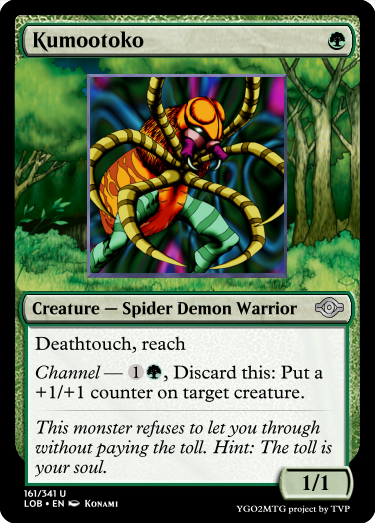 Kumootoko
Creature — Spider Demon Warrior
Deathtouch, reach
Channel — 1, Discard this: Put a
+1/+1 counter on target creature.
This monster refuses to let you through
without paying the toll. Hint: The toll is
your soul.
1/1
161/341 U
LOB • EN Konami
YGO2MTG project by TVP